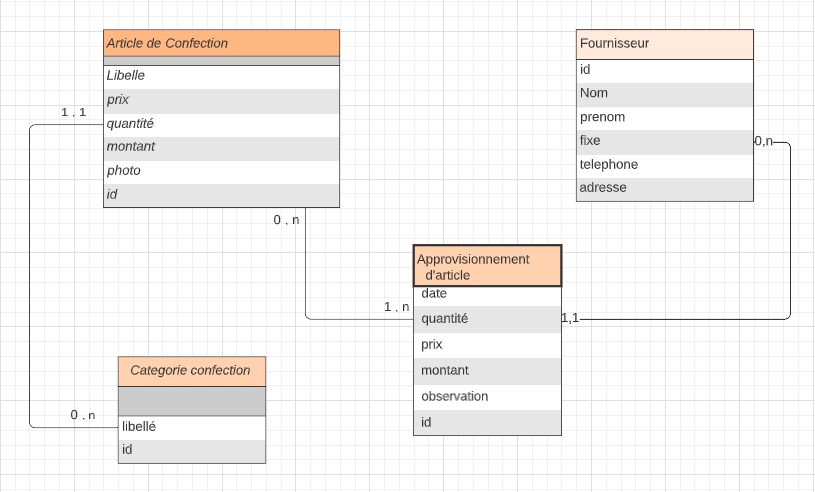 Article de Confection
Libelle
prix
quantité
montant
photo
id
1 , 1
0 , n
Fournisseur
id
Nom
prenom
fixe
telephone
adresse
0,n
Approvisionnement
d'article
date
quantité
prix
montant
observation
id
1 , n
1,1
Categorie confection
libellé
id
0 , n